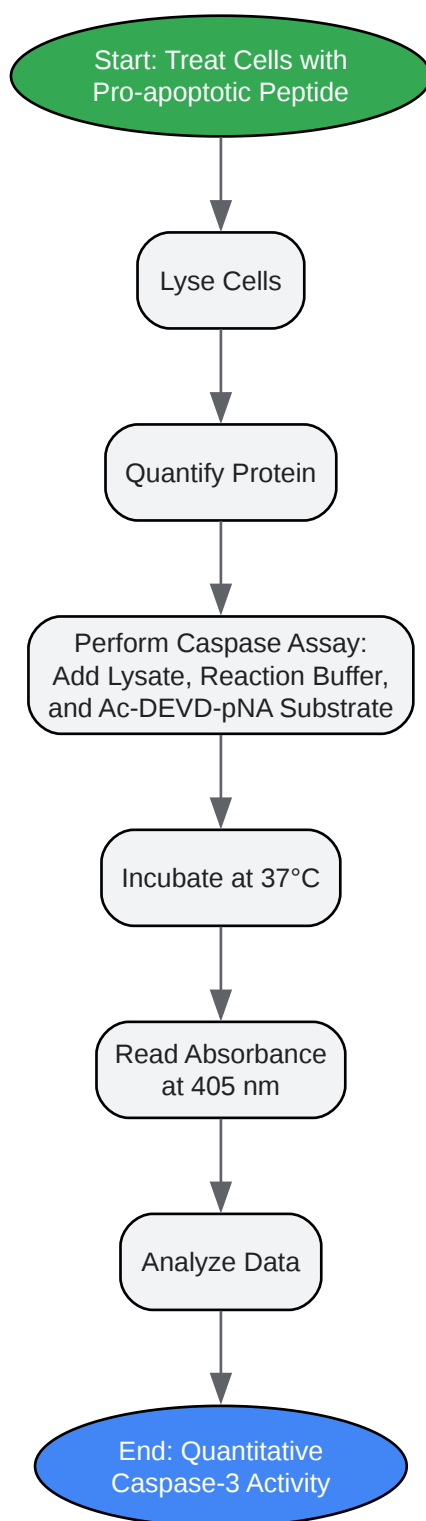 Start: Treat Cells with
Pro-apoptotic Peptide
Lyse Cells
Quantify Protein
Perform Caspase Assay:
Add Lysate, Reaction Buffer,
and Ac-DEVD-pNA Substrate
Incubate at 37°C
Read Absorbance
at 405 nm
Analyze Data
End: Quantitative
Caspase-3 Activity